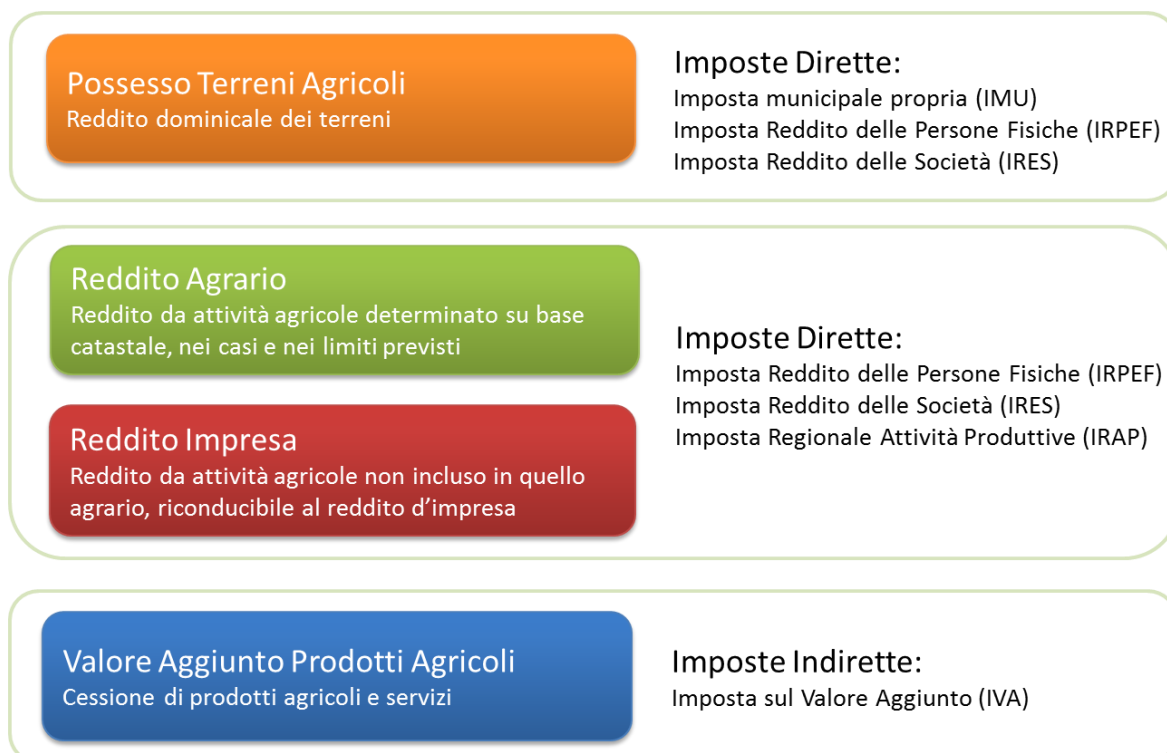 Possesso Terreni Agricoli
Reddito dominicale dei terreni
Imposte Dirette:
Imposta municipale propria (IMU)
Imposta Reddito delle Persone Fisiche (IRPEF)
Imposta Reddito delle Società (IRES)
Reddito Agrario
Reddito da attività agricole determinato su base
catastale, nei casi e nei limiti previsti
Reddito Impresa
Reddito da attività agricole non incluso in quello
agrario, riconducibile al reddito d'impresa
Imposte Dirette:
Imposta Reddito delle Persone Fisiche (IRPEF)
Imposta Reddito delle Società (IRES)
Imposta Regionale Attività Produttive (IRAP)
Valore Aggiunto Prodotti Agricoli
Cessione di prodotti agricoli e servizi
Imposte Indirette:
Imposta sul Valore Aggiunto (IVA)